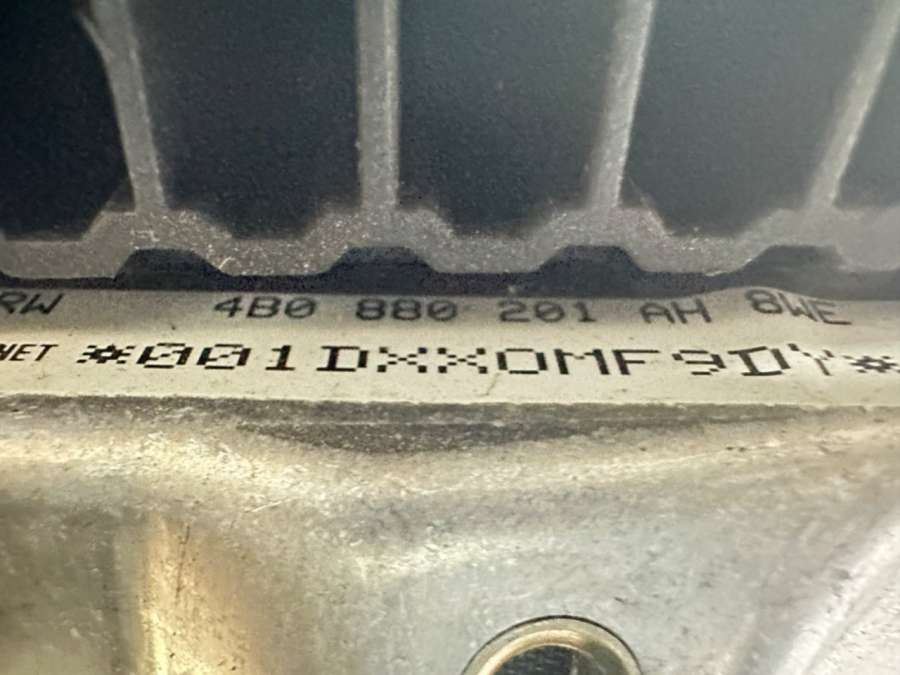 RW 4B0 880 201 AH 8WE
NET *001DXX0MF9DY*